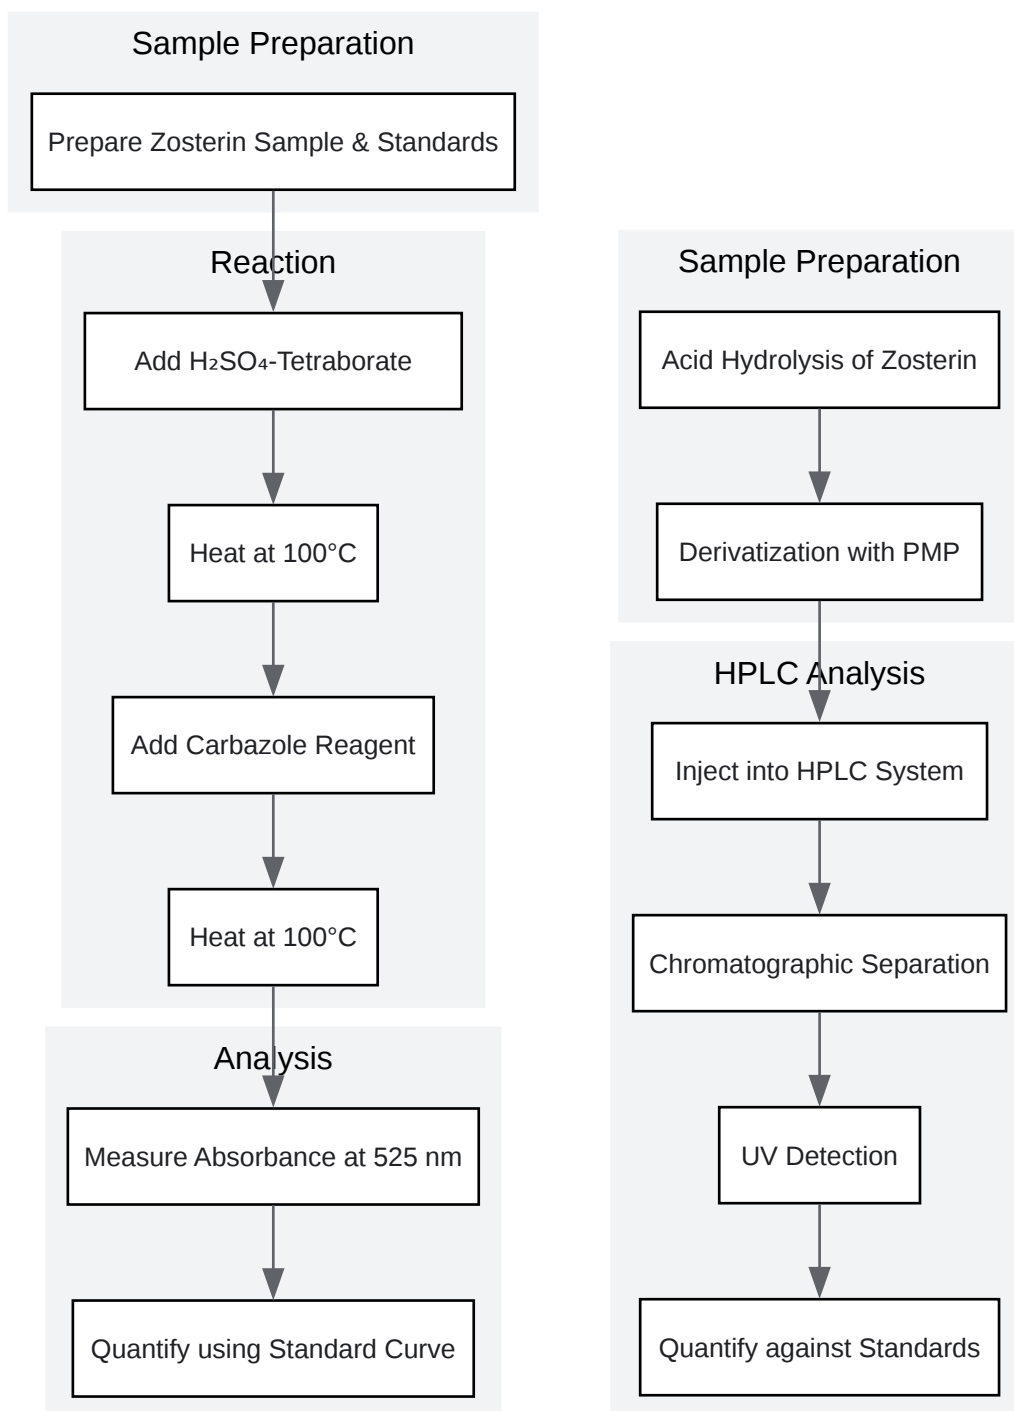 Sample Preparation
Prepare Zosterin Sample & Standards
Reaction
Add H₂SO₄-Tetraborate
Heat at 100°C
Add Carbazole Reagent
Heat at 100°C
Analysis
Measure Absorbance at 525 nm
Quantify using Standard Curve
Sample Preparation
Acid Hydrolysis of Zosterin
Derivatization with PMP
HPLC Analysis
Inject into HPLC System
Chromatographic Separation
UV Detection
Quantify against Standards